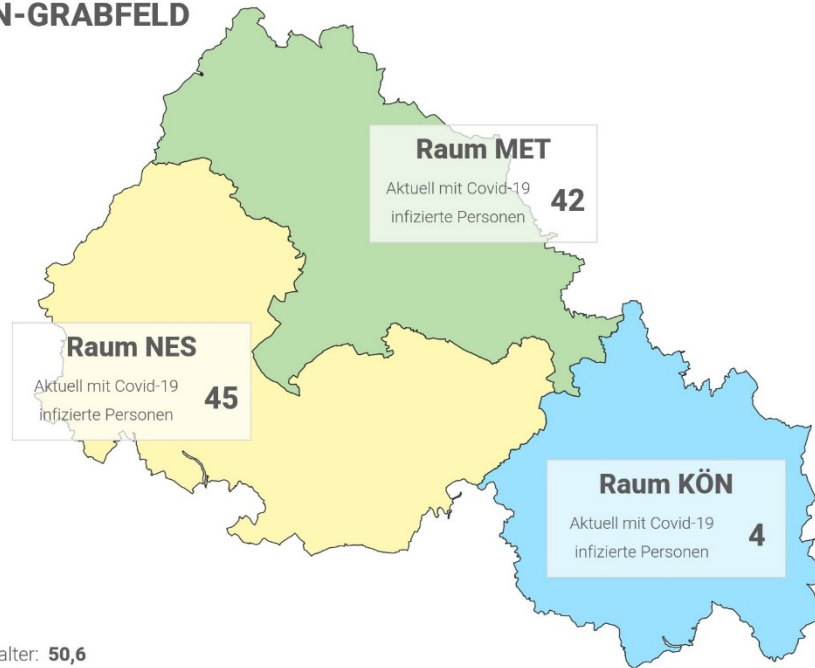 N-GRABFELD
Raum MET
Aktuell mit Covid-19
infizierte Personen
42
Raum NES
Aktuell mit Covid-19
infizierte Personen
45
Raum KÖN
Aktuell mit Covid-19
infizierte Personen
4
alter: 50,6